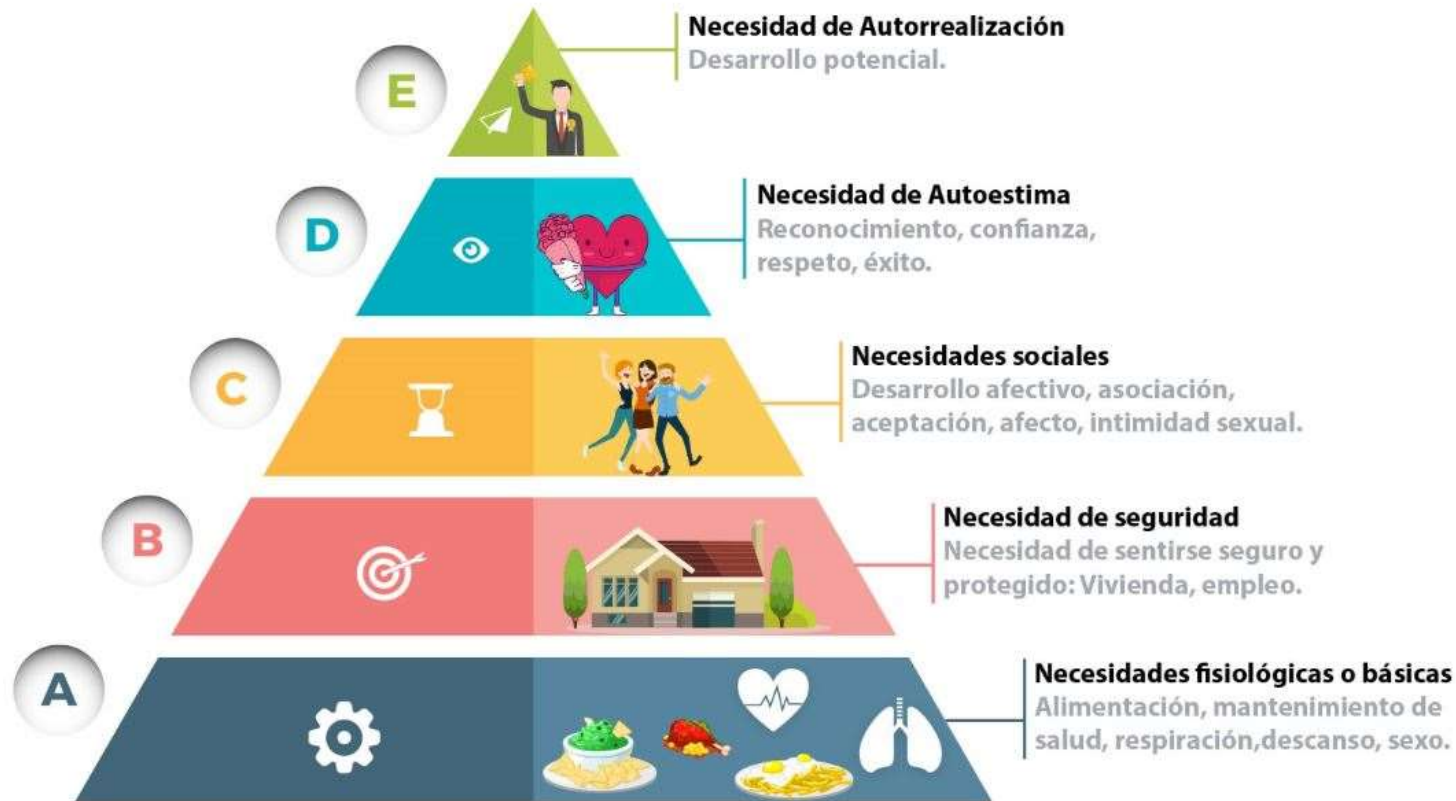 E
Necesidad de Autorrealización
Desarrollo potencial.
D
Necesidad de Autoestima
Reconocimiento, confianza,
respeto, éxito.
C
Necesidades sociales
Desarrollo afectivo, asociación,
aceptación, afecto, intimidad sexual.
B
Necesidad de seguridad
Necesidad de sentirse seguro y
protegido: Vivienda, empleo.
A
Necesidades fisiológicas o básicas
Alimentación, mantenimiento de
salud, respiración,descanso, sexo.